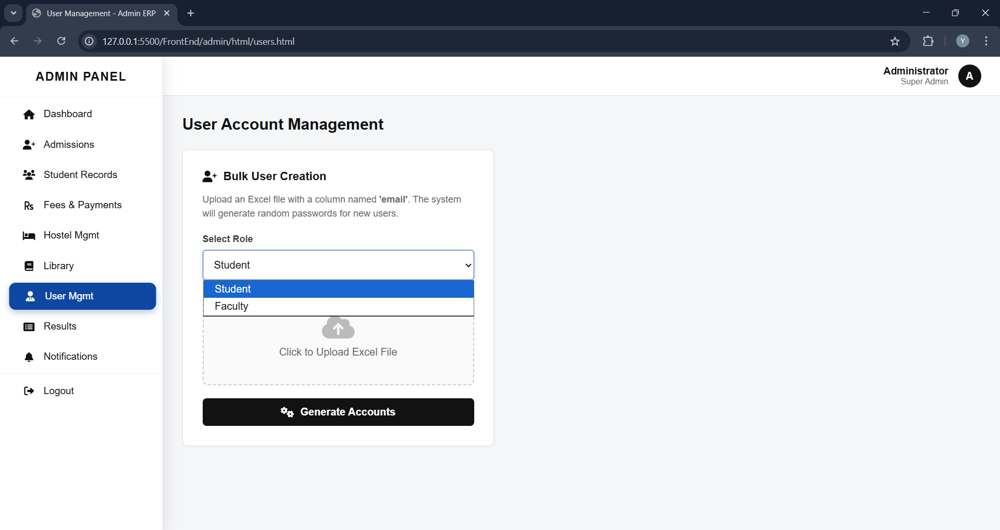 User Management - Admin ERP
127.0.0.1:5500/FrontEnd/admin/html/users.html
Y
ADMIN PANEL
Administrator
Super Admin
A
Dashboard
Admissions
Student Records
Rs Fees & Payments
Hostel Mgmt
Library
User Mgmt
Results
Notifications
Logout
User Account Management
Bulk User Creation
Upload an Excel file with a column named 'email'. The system
will generate random passwords for new users.
Select Role
Student
Student
Faculty
Click to Upload Excel File
Generate Accounts